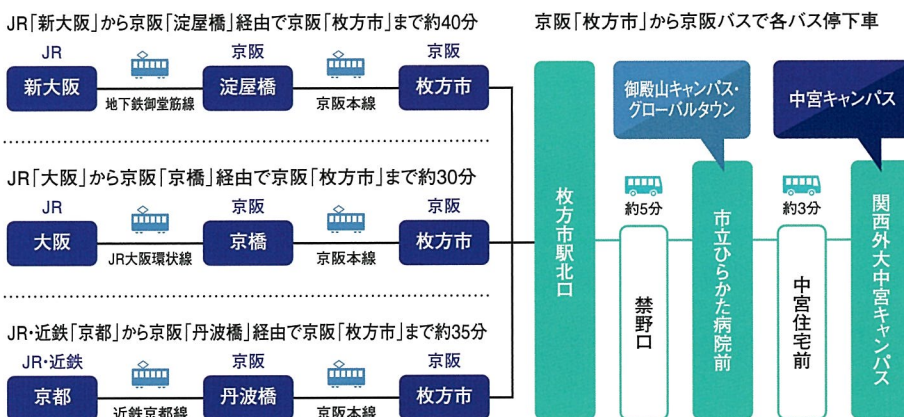 JR「新大阪」から京阪「淀屋橋」経由で京阪「枚方市」まで約40分
JR
京阪
京阪
新大阪
淀屋橋
枚方市
地下鉄御堂筋線
京阪本線
JR「大阪」から京阪「京橋」経由で京阪「枚方市」まで約30分
JR
京阪
京阪
大阪
京橋
枚方市
JR大阪環状線
京阪本線
JR・近鉄「京都」から京阪「丹波橋」経由で京阪「枚方市」まで約35分
JR・近鉄
京阪
京阪
京都
丹波橋
枚方市
近鉄京都線
京阪本線
京阪「枚方市」から京阪バスで各バス停下車
御殿山キャンパス・
グローバルタウン
中宮キャンパス
枚方市駅北口
約5分
禁野口
市立ひらかた病院前
約3分
中宮住宅前
関西外大中宮キャンパス